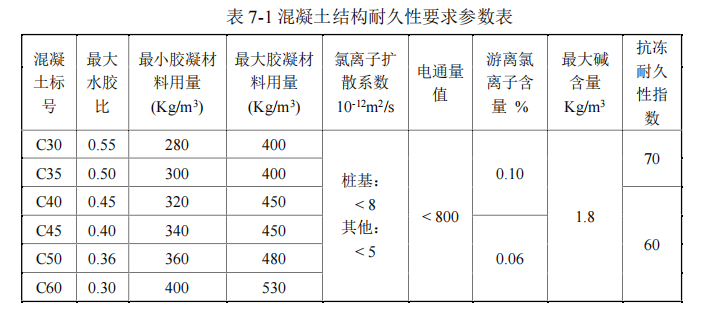 表 7-1 混凝土结构耐久性要求参数表
混凝土标号 最大水胶比 最小胶凝材料用量 (Kg/m³) 最大胶凝材料用量 (Kg/m³) 氯离子扩散系数 10⁻¹²m²/s 电通量值 游离氯离子含量 % 最大碱含量 Kg/m³ 抗冻耐久性指数
C30 0.55 280 400 桩基：< 8 其他：< 5 < 800 0.10 1.8 70
C35 0.50 300 400
C40 0.45 320 450 60
C45 0.40 340 450 0.06
C50 0.36 360 480
C60 0.30 400 530